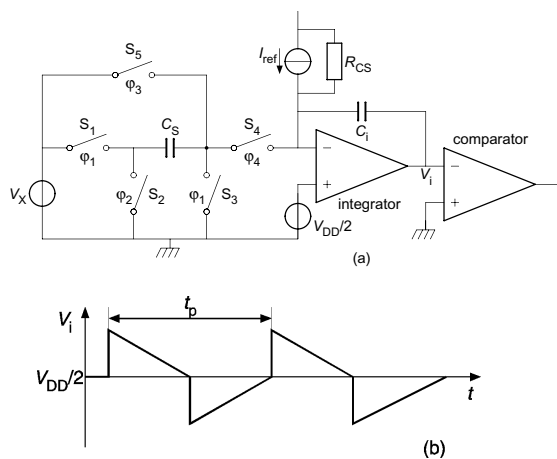 S5
φ3
Iref
RCS
S1
φ1
CS
S4
φ4
Ci
comparator
VX
φ2
S2
φ1
S3
−
+
integrator
Vi
−
+
VDD/2
(a)
Vi
tp
VDD/2
t
(b)